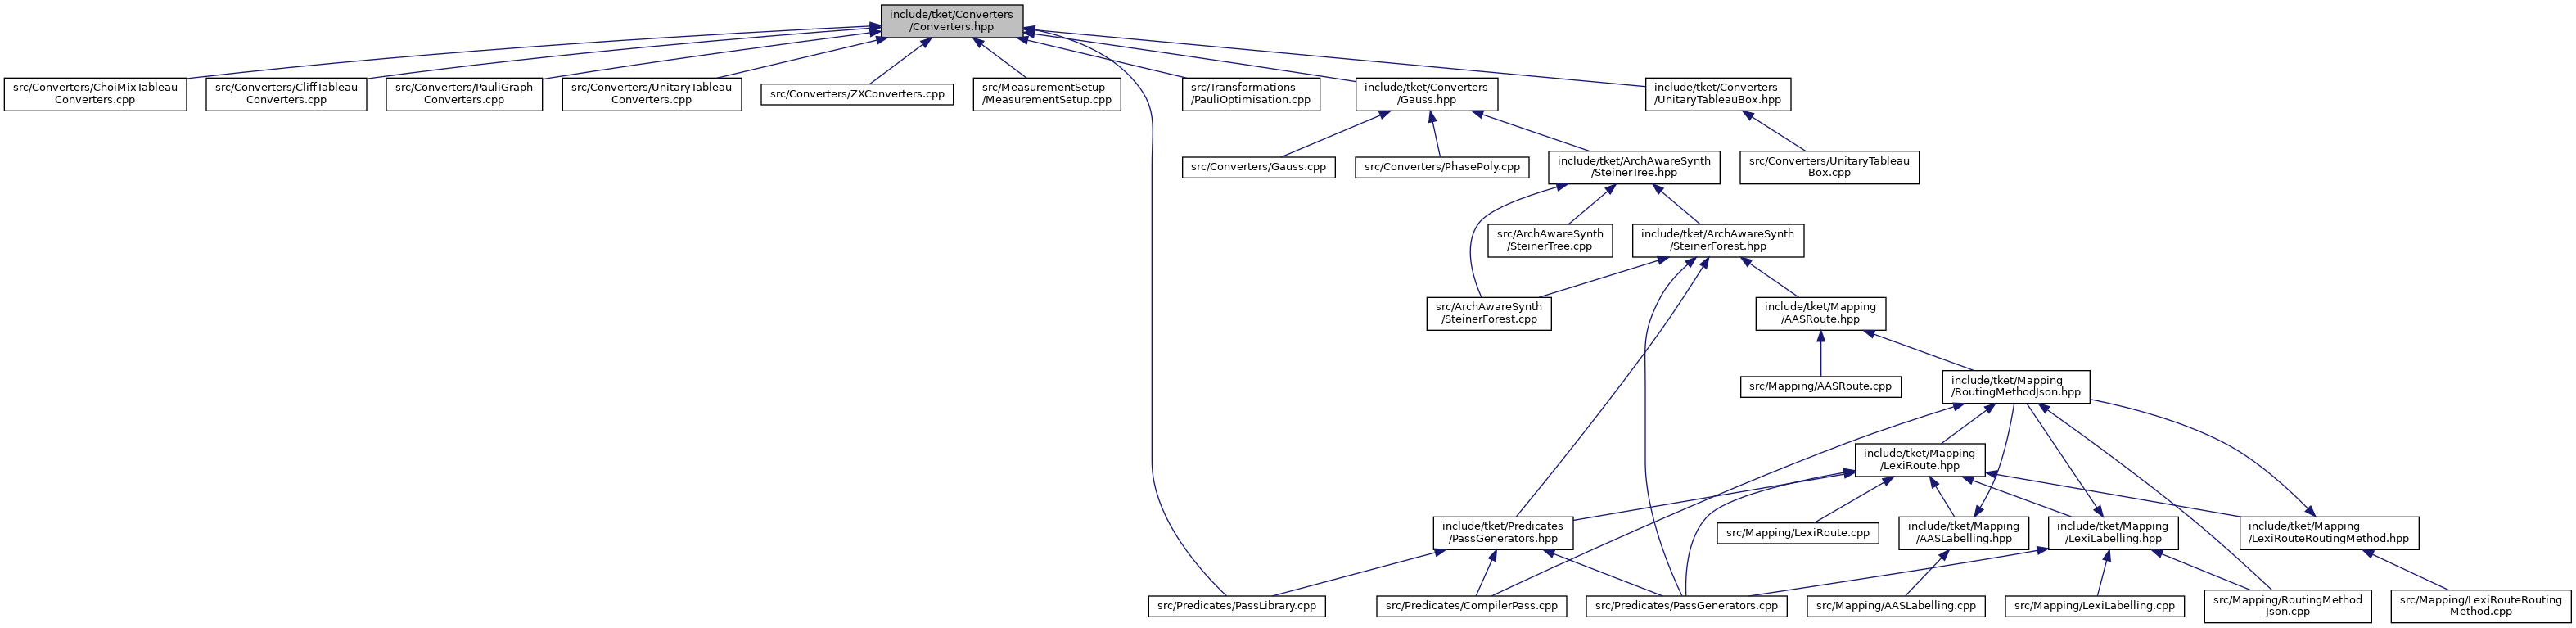 include/tket/Converters
/Converters.hpp
src/Converters/ChoiMixTableau
Converters.cpp
src/Converters/CliffTableau
Converters.cpp
src/Converters/PauliGraph
Converters.cpp
src/Converters/UnitaryTableau
Converters.cpp
src/Converters/ZXConverters.cpp
src/MeasurementSetup
/MeasurementSetup.cpp
src/Transformations
/PauliOptimisation.cpp
include/tket/Converters
/Gauss.hpp
include/tket/Converters
/UnitaryTableauBox.hpp
src/Converters/Gauss.cpp
src/Converters/PhasePoly.cpp
include/tket/ArchAwareSynth
/SteinerTree.hpp
src/Converters/UnitaryTableau
Box.cpp
src/ArchAwareSynth
/SteinerTree.cpp
include/tket/ArchAwareSynth
/SteinerForest.hpp
src/ArchAwareSynth
/SteinerForest.cpp
include/tket/Mapping
/AASRoute.hpp
src/Mapping/AASRoute.cpp
include/tket/Mapping
/RoutingMethodJson.hpp
include/tket/Mapping
/LexiRoute.hpp
include/tket/Predicates
/PassGenerators.hpp
src/Mapping/LexiRoute.cpp
include/tket/Mapping
/AASLabelling.hpp
include/tket/Mapping
/LexiLabelling.hpp
include/tket/Mapping
/LexiRouteRoutingMethod.hpp
src/Predicates/PassLibrary.cpp
src/Predicates/CompilerPass.cpp
src/Predicates/PassGenerators.cpp
src/Mapping/AASLabelling.cpp
src/Mapping/LexiLabelling.cpp
src/Mapping/RoutingMethod
Json.cpp
src/Mapping/LexiRouteRouting
Method.cpp